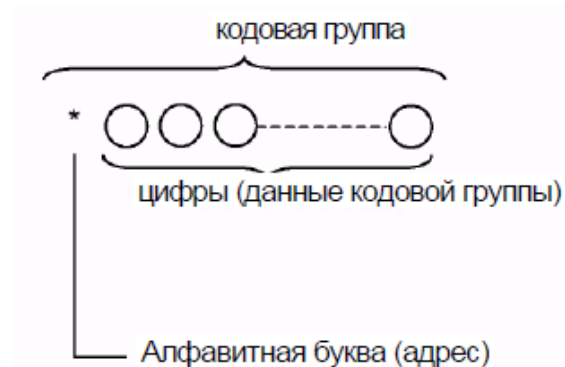 кодовая группа
*
цифры (данные кодовой группы)
Алфавитная буква (адрес)